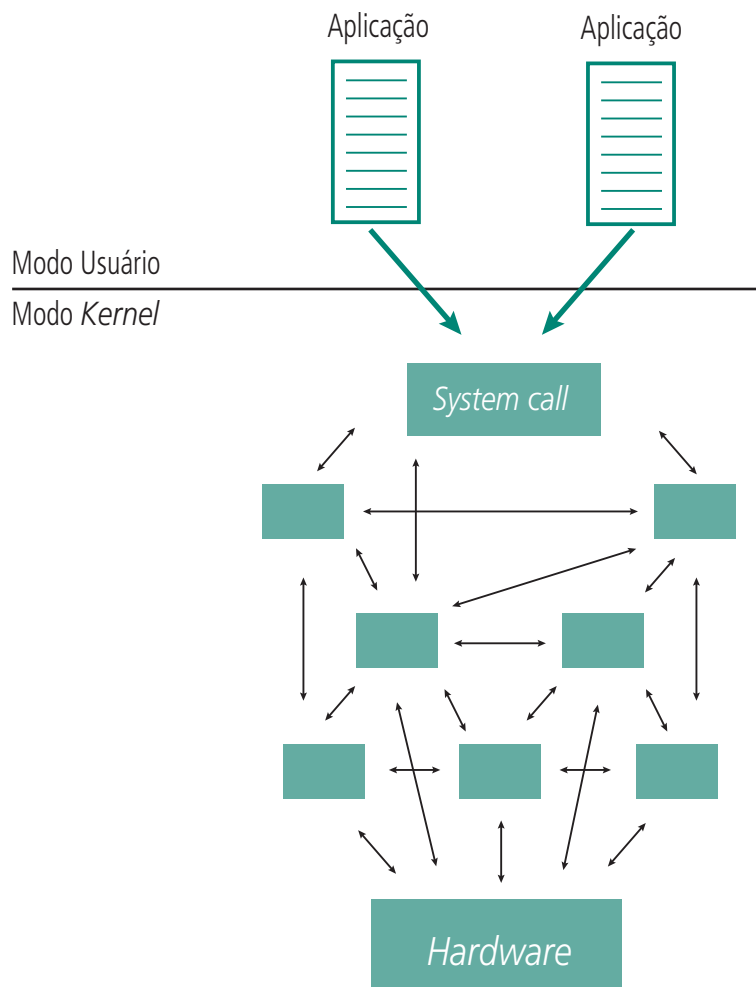 Aplicação
Aplicação
Modo Usuário
Modo Kernel
System call
Hardware